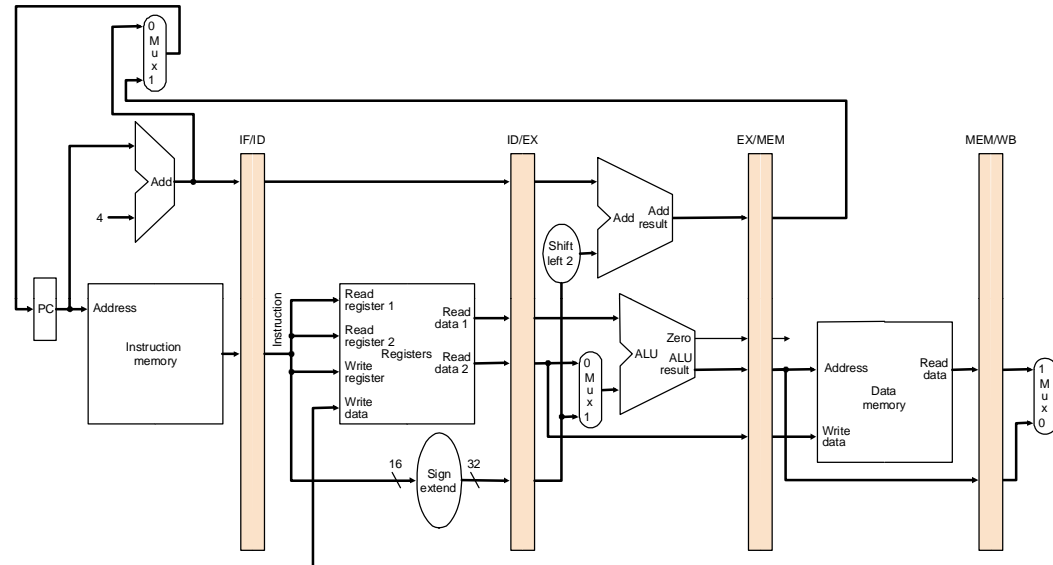 0
M
u
x
1
IF/ID
ID/EX
EX/MEM
MEM/WB
Add
4
Add
Add
result
Shift
left 2
PC
Address
Instruction
memory
Instruction
Read
register 1
Read
register 2
Write
register
Write
data
Registers
Read
data 1
Read
data 2
0
M
u
x
1
Zero
ALU
ALU
result
Address
Write
data
Read
data
Data
memory
1
M
u
x
0
16
Sign
extend
32